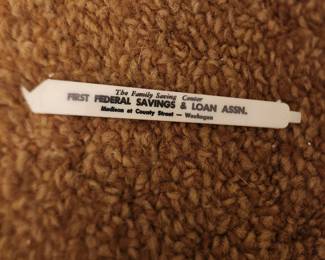 The Family Saving Center
FIRST FEDERAL SAVINGS & LOAN ASSN.
Madison at County Street — Waukegan